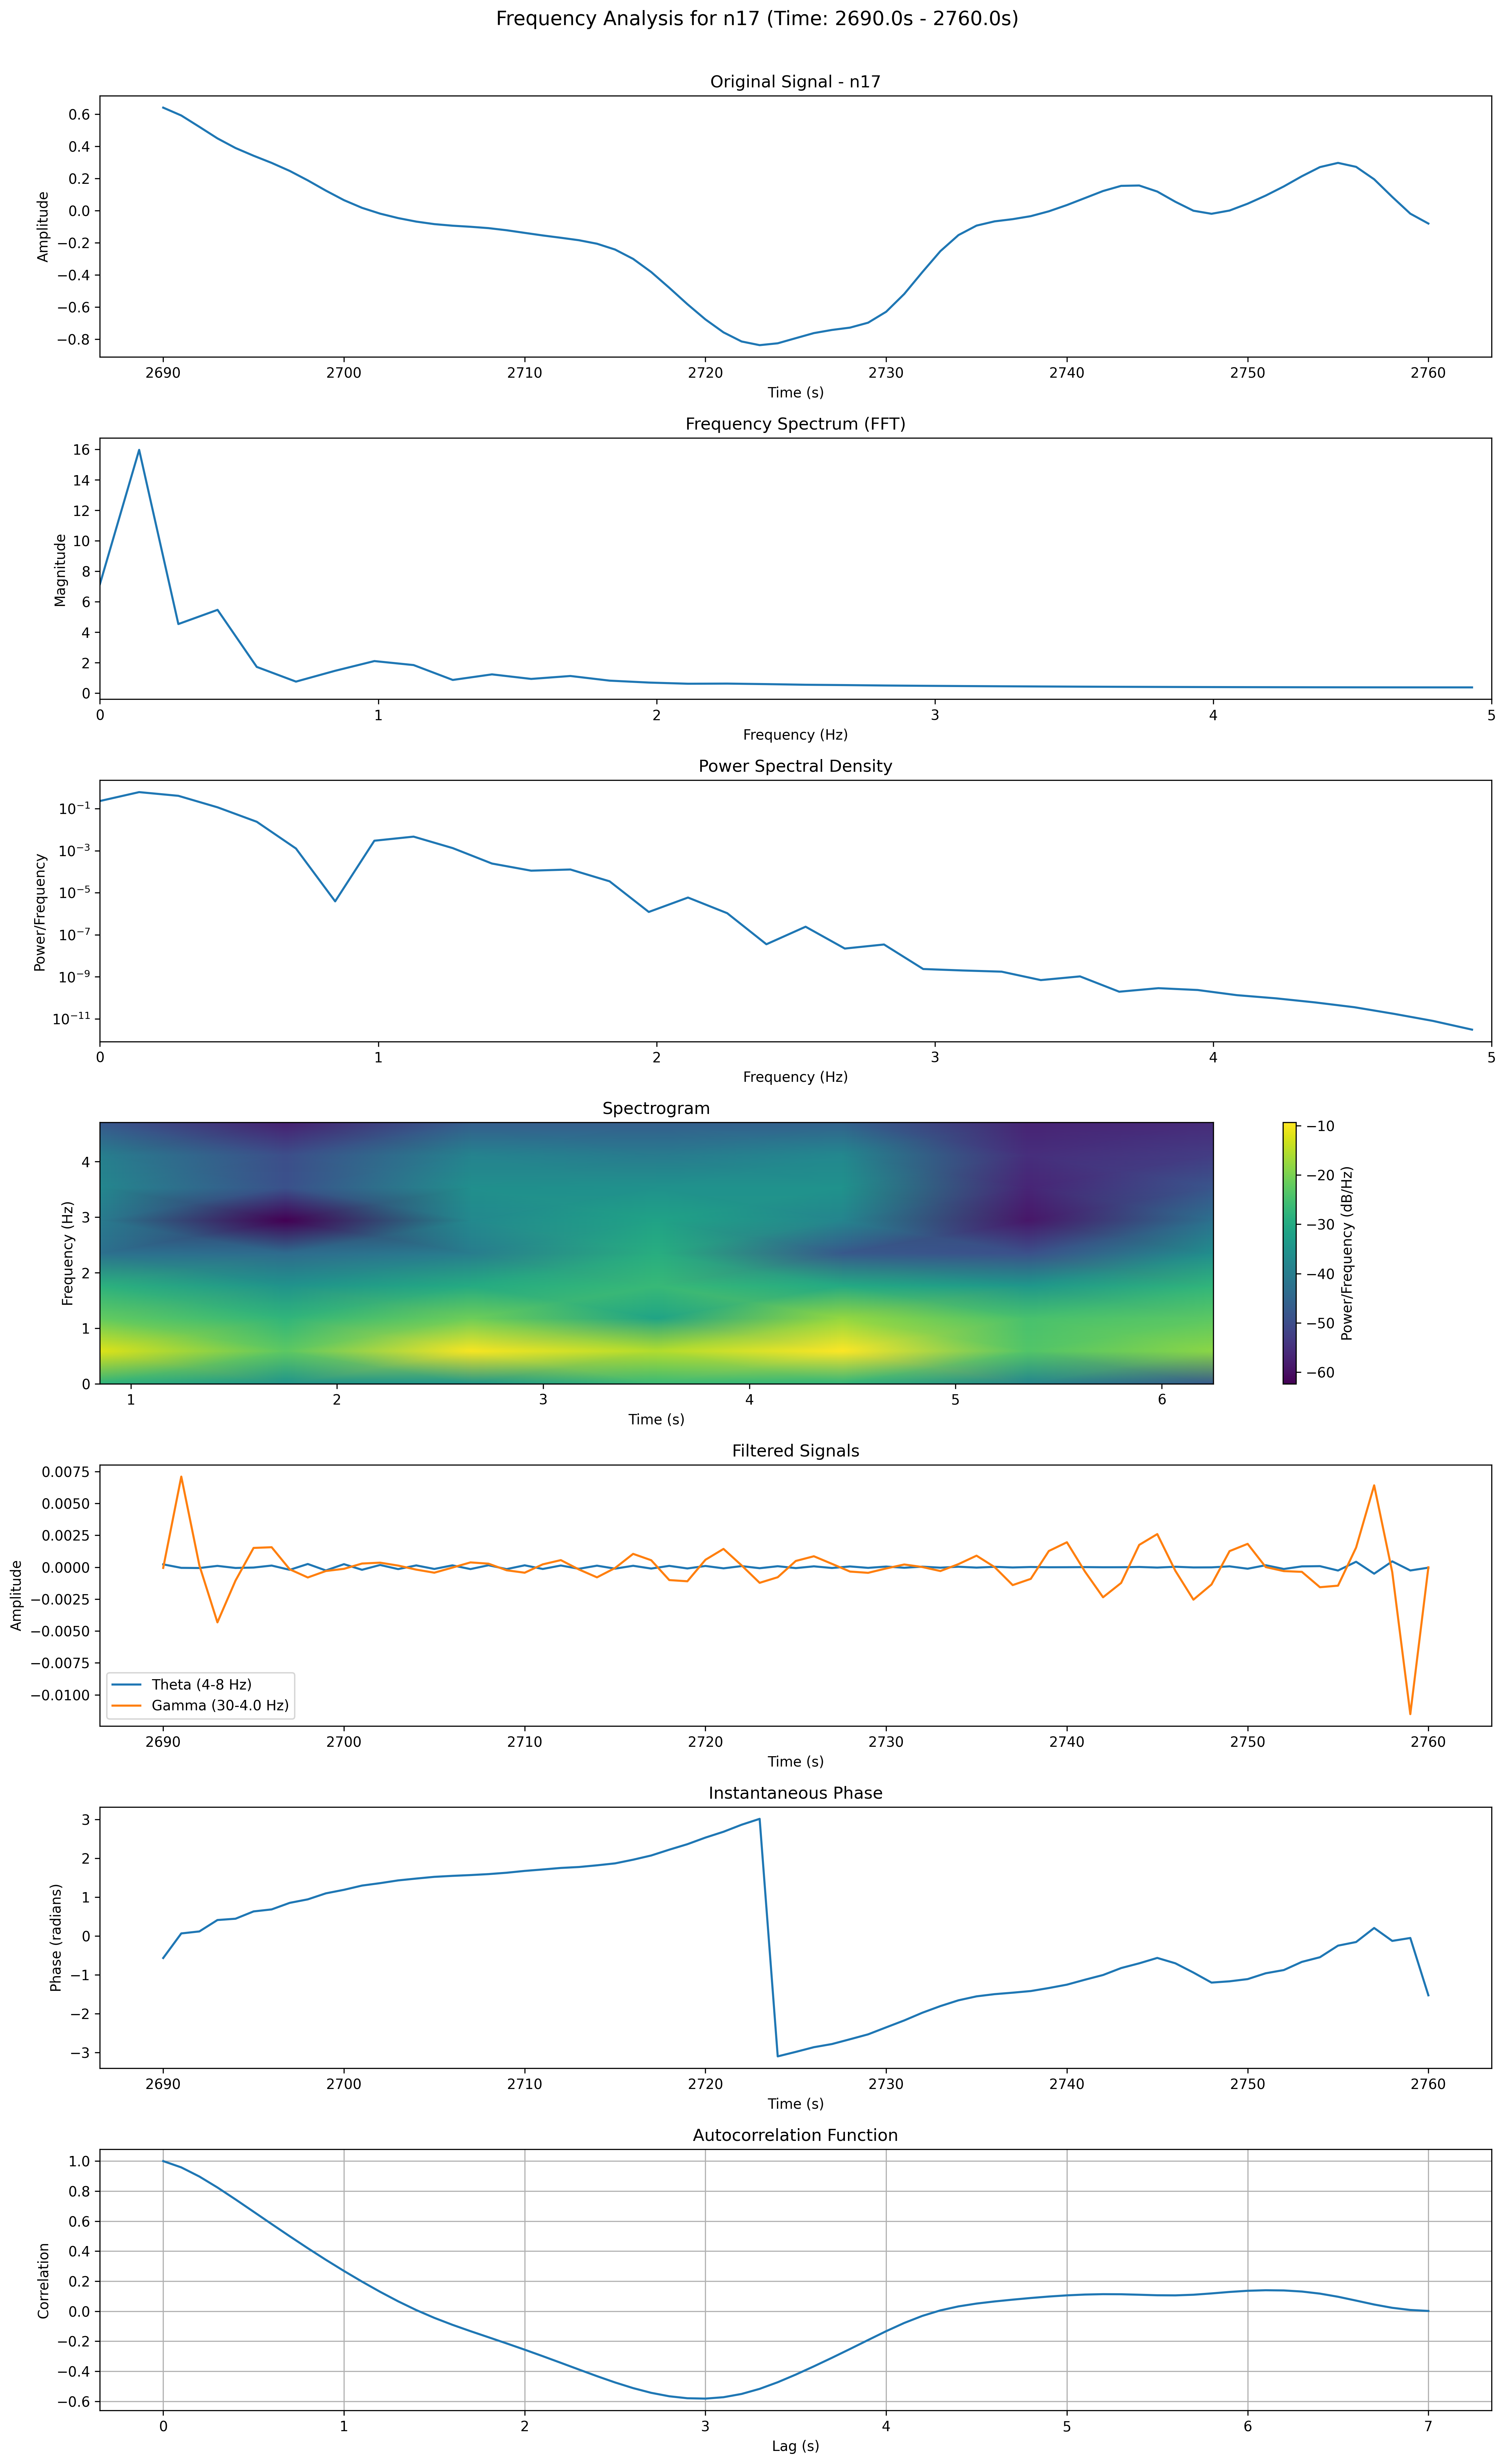 Frequency Analysis for n17 (Time: 2690.0s - 2760.0s)
Original Signal - n17
0.6
0.4
0.2
0.0
−0.2
−0.4
−0.6
−0.8
Amplitude
2690 2700 2710 2720 2730 2740 2750 2760
Time (s)
Frequency Spectrum (FFT)
16
14
12
10
8
6
4
2
0
Magnitude
0 1 2 3 4 5
Frequency (Hz)
Power Spectral Density
10⁻¹
10⁻³
10⁻⁵
10⁻⁷
10⁻⁹
10⁻¹¹
Power/Frequency
0 1 2 3 4 5
Frequency (Hz)
Spectrogram
4
3
2
1
0
Frequency (Hz)
1 2 3 4 5 6
Time (s)
−10
−20
−30
−40
−50
−60
Power/Frequency (dB/Hz)
Filtered Signals
0.0075
0.0050
0.0025
0.0000
−0.0025
−0.0050
−0.0075
−0.0100
Amplitude
Theta (4-8 Hz)
Gamma (30-4.0 Hz)
2690 2700 2710 2720 2730 2740 2750 2760
Time (s)
Instantaneous Phase
3
2
1
0
−1
−2
−3
Phase (radians)
2690 2700 2710 2720 2730 2740 2750 2760
Time (s)
Autocorrelation Function
1.0
0.8
0.6
0.4
0.2
0.0
−0.2
−0.4
−0.6
Correlation
0 1 2 3 4 5 6 7
Lag (s)